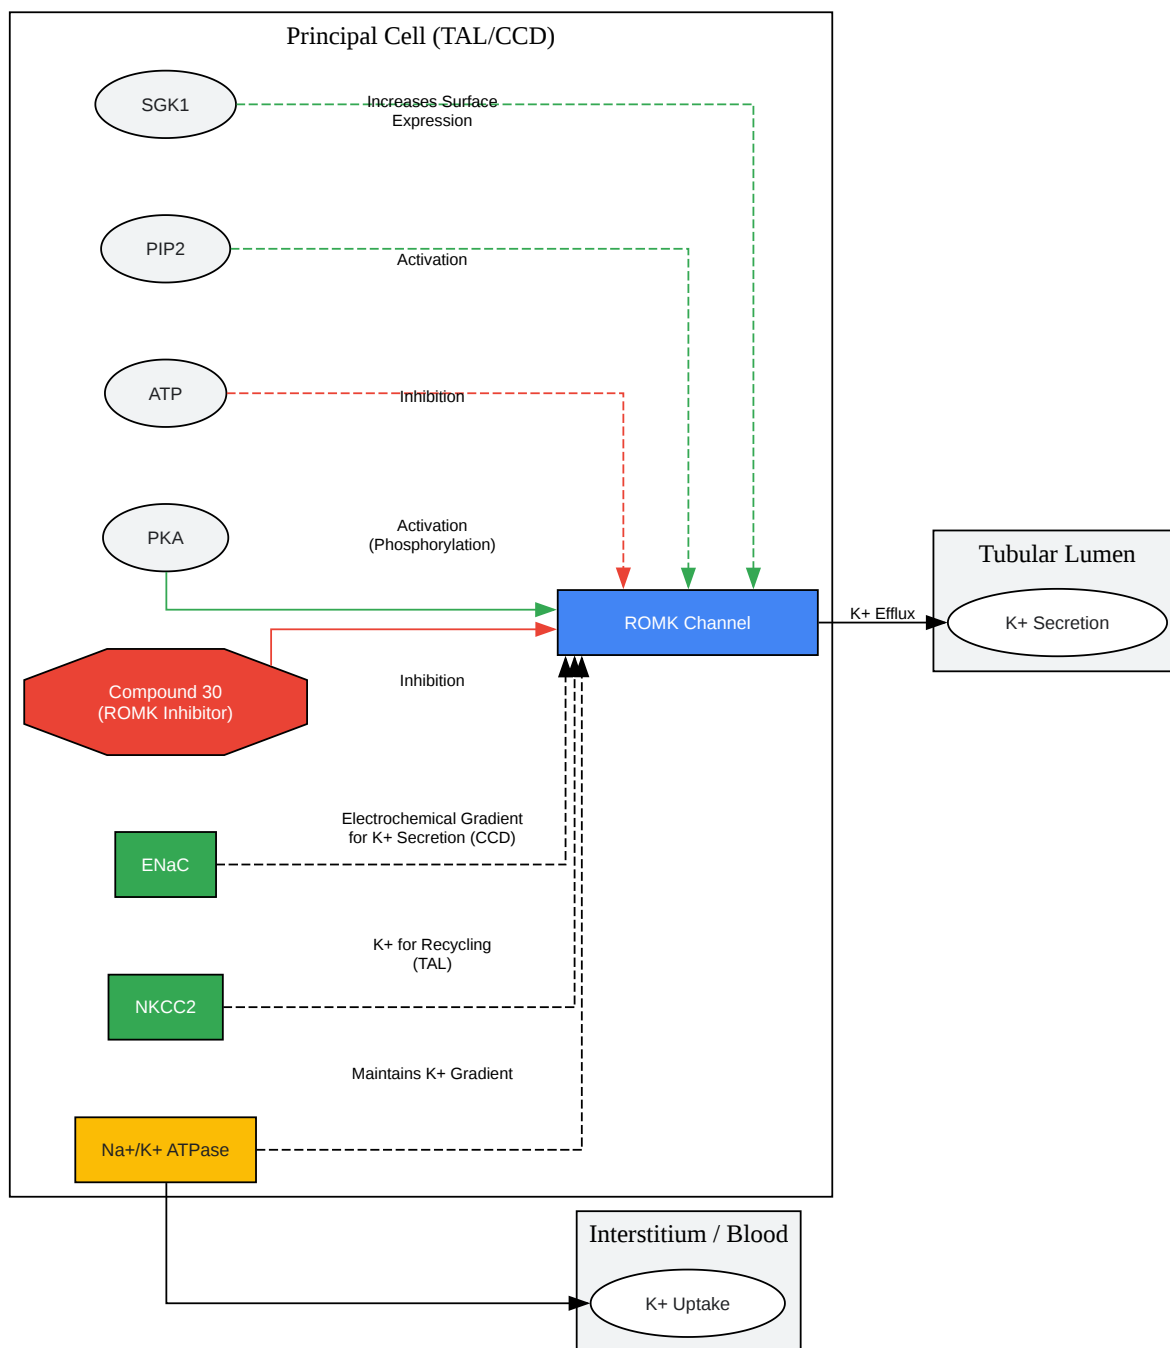 Principal Cell (TAL/CCD)
SGK1
Increases Surface
Expression
PIP2
Activation
ATP
Inhibition
PKA
Activation
(Phosphorylation)
ROMK Channel
K+ Efflux
Tubular Lumen
K+ Secretion
Compound 30
(ROMK Inhibitor)
Inhibition
ENaC
Electrochemical Gradient
for K+ Secretion (CCD)
NKCC2
K+ for Recycling
(TAL)
Maintains K+ Gradient
Na+/K+ ATPase
Interstitium / Blood
K+ Uptake